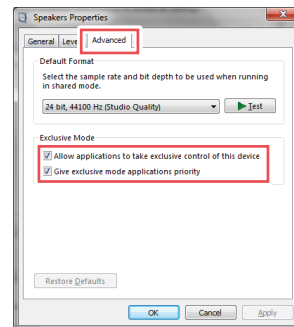 Speakers Properties
General Leve Advanced
Default Format
Select the sample rate and bit depth to be used when running
in shared mode.
24 bit, 44100 Hz (Studio Quality) Test
Exclusive Mode
Allow applications to take exclusive control of this device
Give exclusive mode applications priority
Restore Defaults
OK Cancel Apply